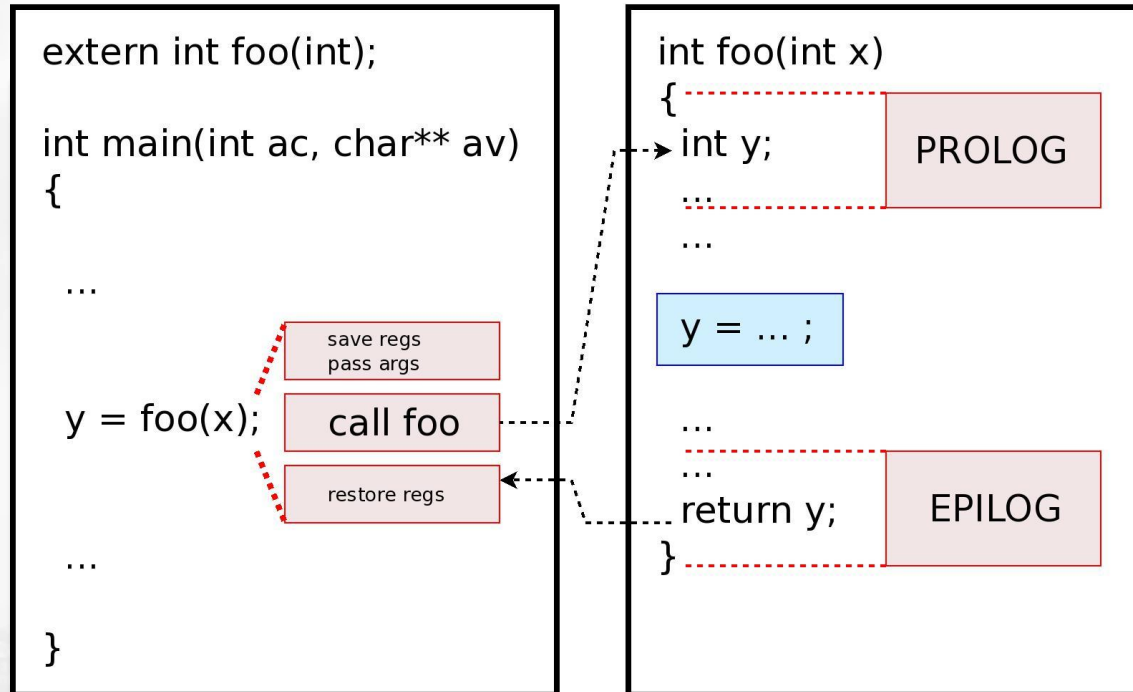 extern int foo(int);
int main(int ac, char** av)
{
...
save regs
pass args
y = foo(x);
call foo
restore regs
...
}
int foo(int x)
{
int y;
PROLOG
...
...
y = ... ;
...
...
return y;
EPILOG
}